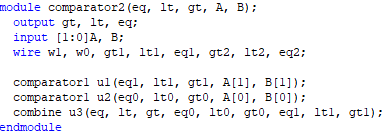 module comparator2(eq, lt, gt, A, B);
output gt, lt, eq;
input [1:0]A, B;
wire w1, w0, gt1, lt1, eq1, gt2, lt2, eq2;
comparator1 u1(eq1, lt1, gt1, A[1], B[1]);
comparator1 u2(eq0, lt0, gt0, A[0], B[0]);
combine u3(eq, lt, gt, eq0, lt0, gt0, eq1, lt1, gt1);
endmodule